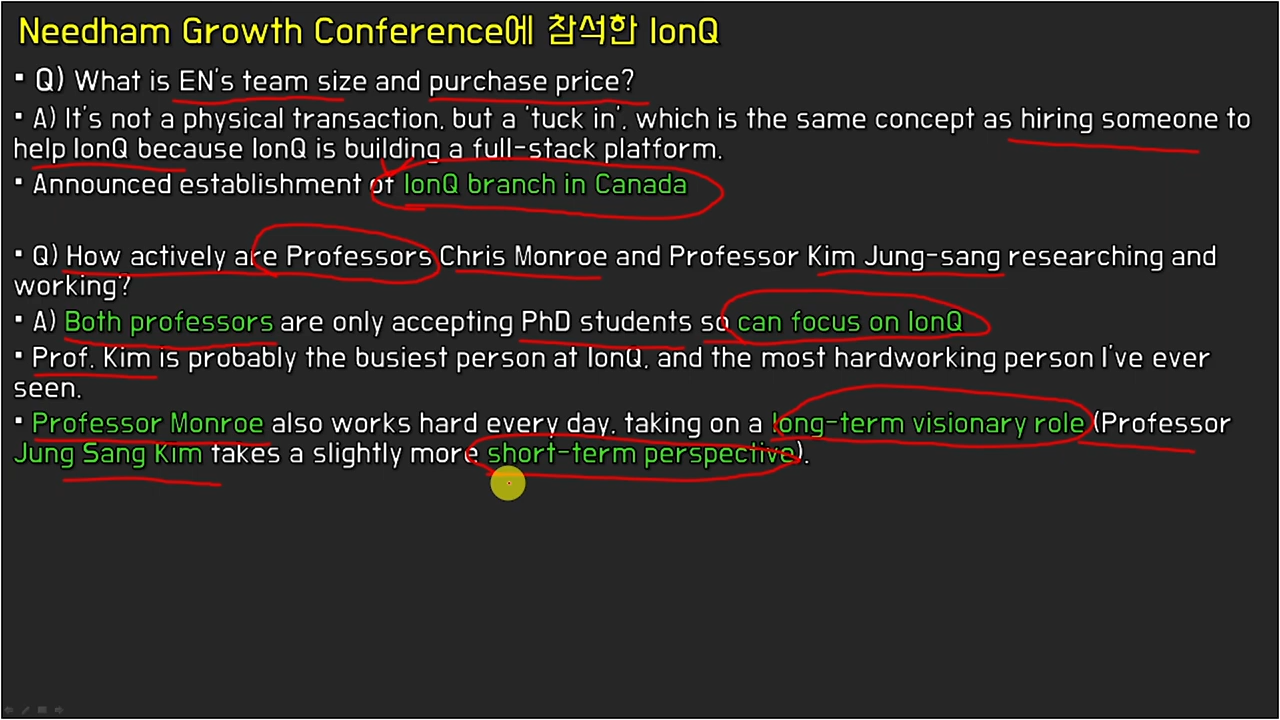 Needham Growth Conference에 참석한 IonQ
▪ Q) What is EN's team size and purchase price?
▪ A) It's not a physical transaction, but a 'tuck in', which is the same concept as hiring someone to
help IonQ because IonQ is building a full-stack platform.
▪ Announced establishment of IonQ branch in Canada
▪ Q) How actively are Professors Chris Monroe and Professor Kim Jung-sang researching and
working?
▪ A) Both professors are only accepting PhD students so can focus on IonQ
▪ Prof. Kim is probably the busiest person at IonQ, and the most hardworking person I've ever
seen.
▪ Professor Monroe also works hard every day, taking on a long-term visionary role (Professor
Jung Sang Kim takes a slightly more short-term perspective).